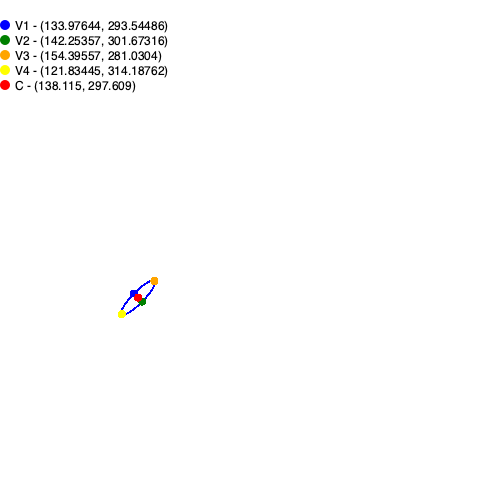 V1 - (133.97644, 293.54486)
V2 - (142.25357, 301.67316)
V3 - (154.39557, 281.0304)
V4 - (121.83445, 314.18762)
C - (138.115, 297.609)